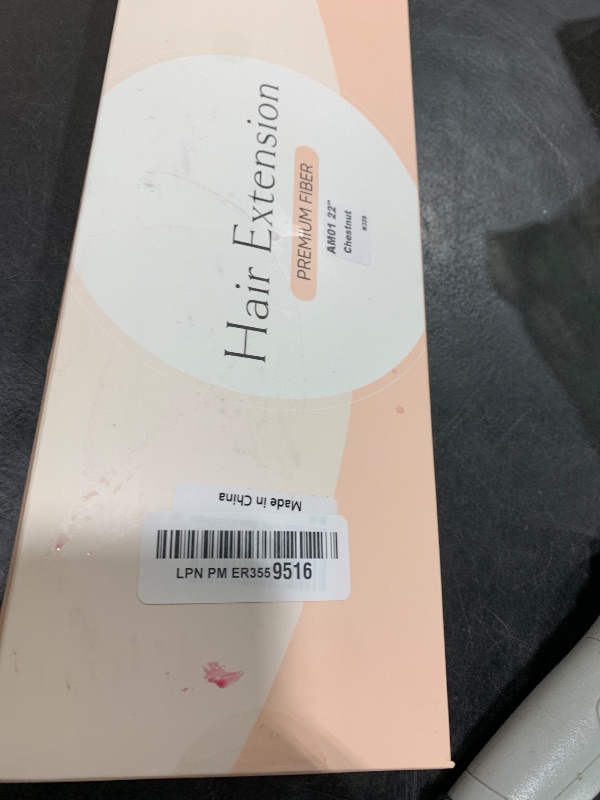 Hair Extension
PREMIUM FIBER
AM01 22"
Chestnut
Made in China
LPN PM ER3559516